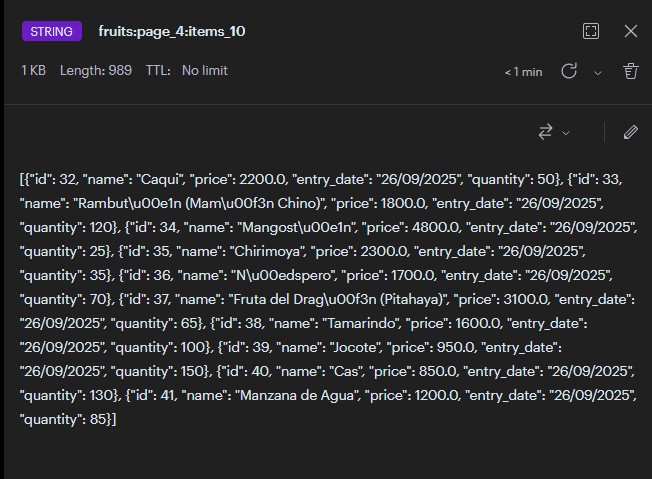 STRING fruits:page_4:items_10
1 KB Length: 989 TTL: No limit < 1 min
[{"id": 32, "name": "Caqui", "price": 2200.0, "entry_date": "26/09/2025", "quantity": 50}, {"id": 33,
"name": "Rambut\u00e1n (Mam\u00f3n Chino)", "price": 1800.0, "entry_date": "26/09/2025",
"quantity": 120}, {"id": 34, "name": "Mangost\u00e1n", "price": 4800.0, "entry_date": "26/09/2025",
"quantity": 25}, {"id": 35, "name": "Chirimoya", "price": 2300.0, "entry_date": "26/09/2025",
"quantity": 35}, {"id": 36, "name": "N\u00edspero", "price": 1700.0, "entry_date": "26/09/2025",
"quantity": 70}, {"id": 37, "name": "Fruta del Drag\u00f3n (Pitahaya)", "price": 3100.0, "entry_date":
"26/09/2025", "quantity": 65}, {"id": 38, "name": "Tamarindo", "price": 1600.0, "entry_date":
"26/09/2025", "quantity": 100}, {"id": 39, "name": "Jocote", "price": 950.0, "entry_date":
"26/09/2025", "quantity": 150}, {"id": 40, "name": "Cas", "price": 850.0, "entry_date": "26/09/2025",
"quantity": 130}, {"id": 41, "name": "Manzana de Agua", "price": 1200.0, "entry_date": "26/09/2025",
"quantity": 85}]